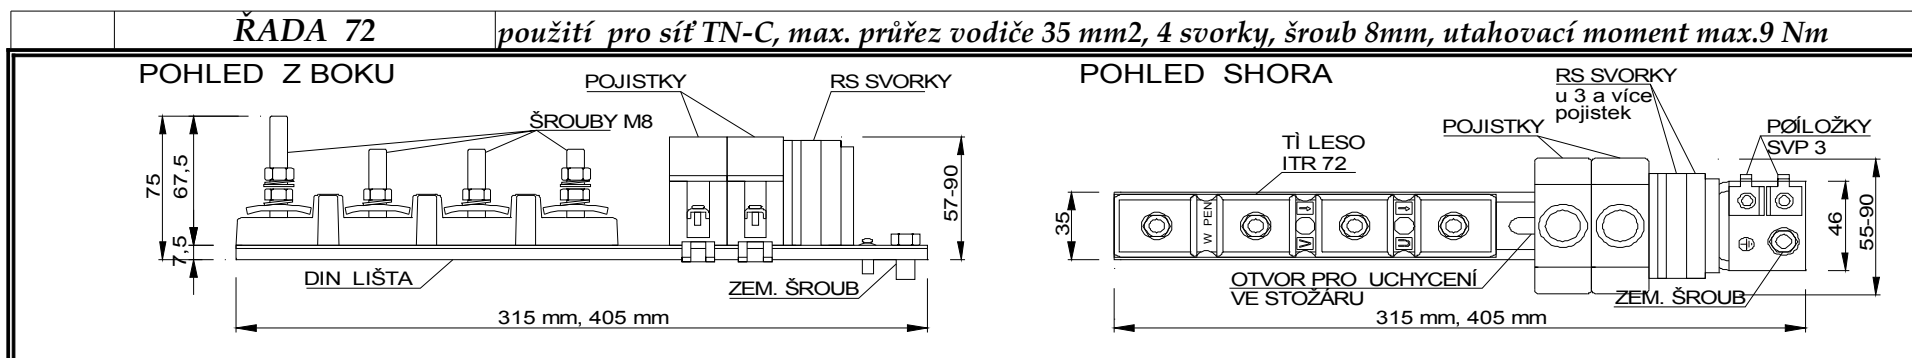 ŘADA 72
použití pro síť TN-C, max. průřez vodiče 35 mm2, 4 svorky, šroub 8mm, utahovací moment max.9 Nm
POHLED Z BOKU
POJISTKY
RS SVORKY
ŠROUBY M8
75
67,5
7,5
57-90
DIN LIŠTA
ZEM. ŠROUB
315 mm, 405 mm
POHLED SHORA
RS SVORKY
u 3 a více
pojistek
POJISTKY
PØÍLOŽKY
SVP 3
TÌ LESO
ITR 72
35
W PEN
V
U
46
55-90
OTVOR PRO UCHYCENÍ
VE STOŽÁRU
ZEM. ŠROUB
315 mm, 405 mm